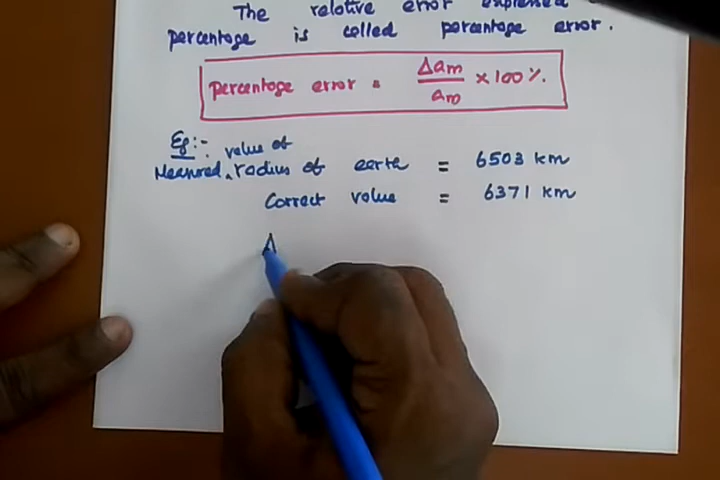 The relative error expressed
percentage is called percentage error.
percentage error = Δam/am × 100 %.
Eg:- value of
Measured radius of earth = 6503 km
Correct value = 6371 km
Δ